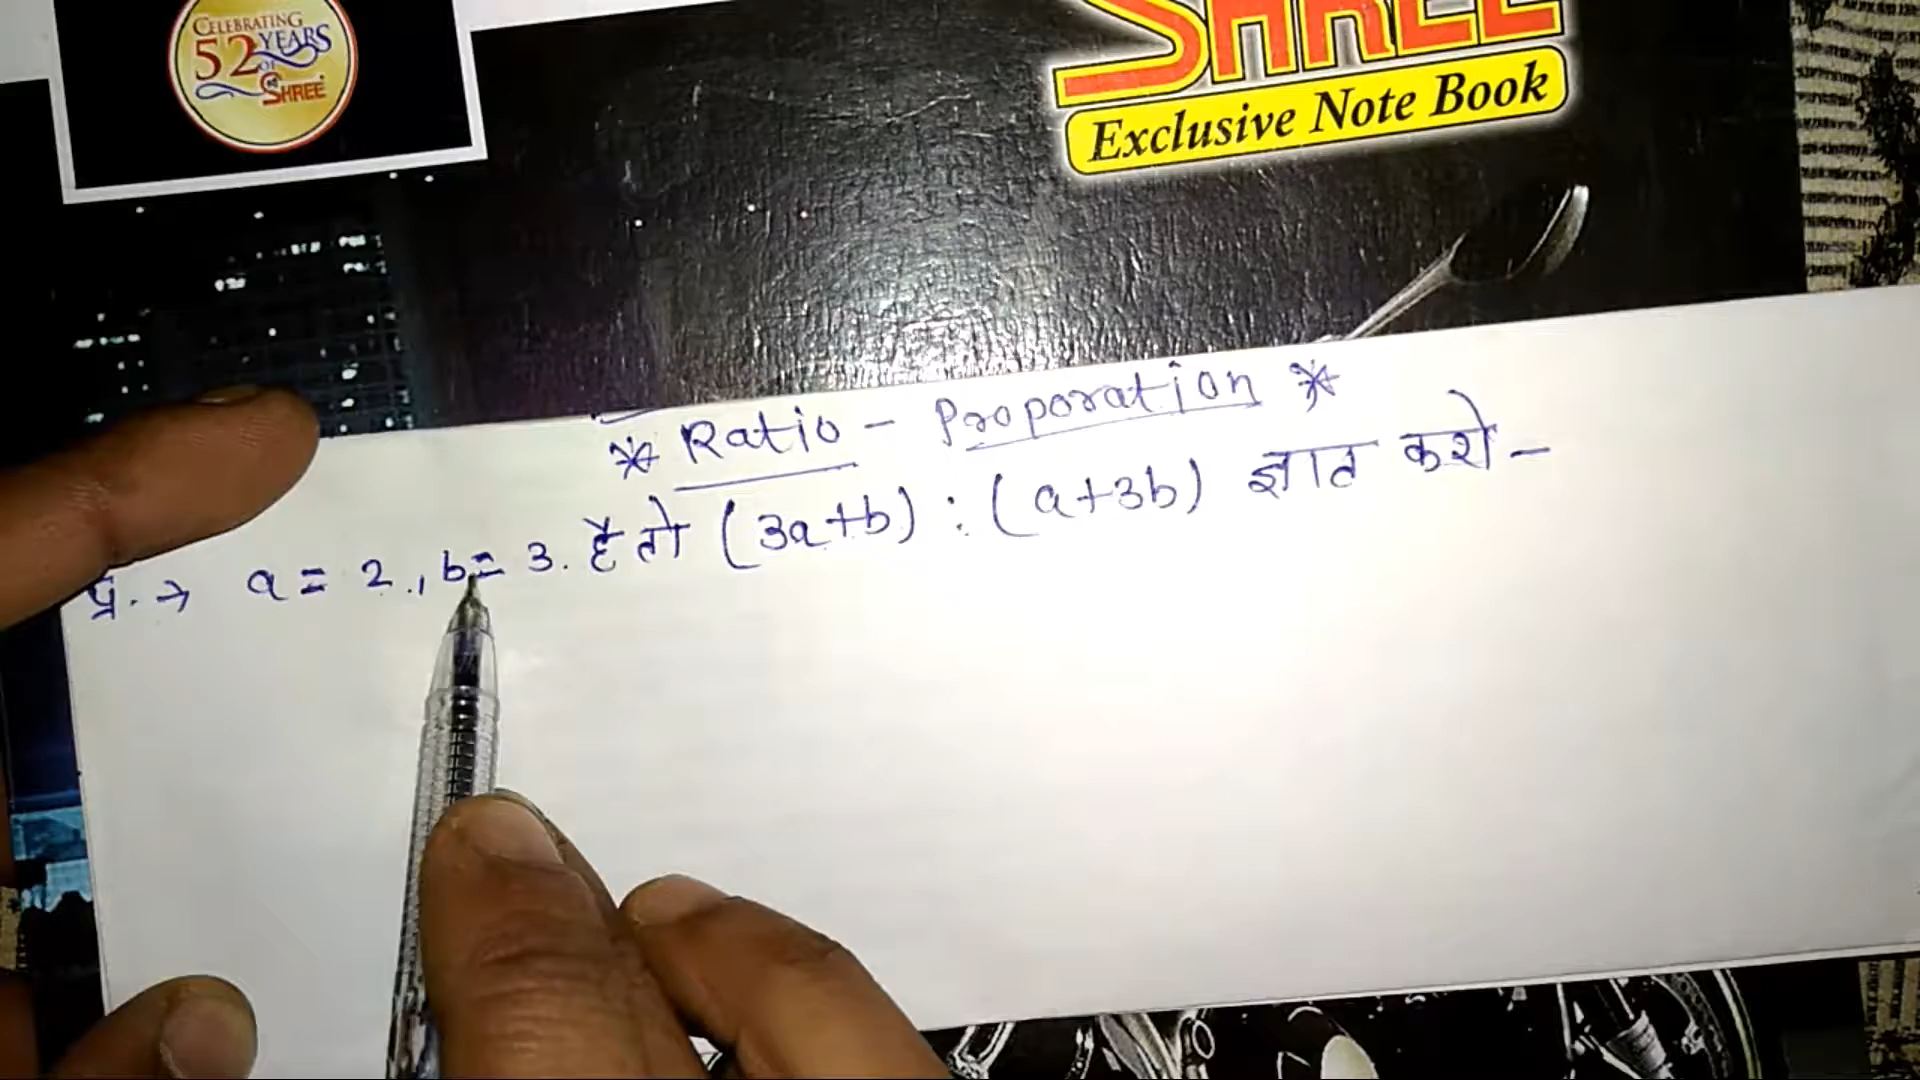 CELEBRATING
52 YEARS
OF
SHREE
SHREE
Exclusive Note Book
* Ratio - Proporation *
प्र. → a = 2., b = 3. है तो (3a+b) : (a+3b) ज्ञात करो -